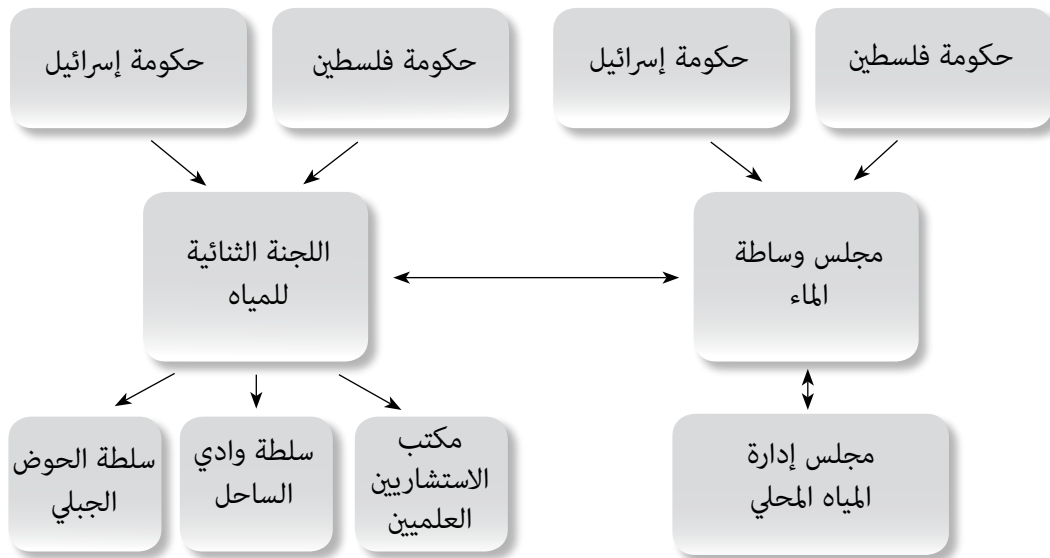 حكومة فلسطين
حكومة إسرائيل
حكومة فلسطين
حكومة إسرائيل
مجلس وساطة
الماء
اللجنة الثنائية
للمياه
مجلس إدارة
المياه المحلي
مكتب
الاستشاريين
العلميين
سلطة وادي
الساحل
سلطة الحوض
الجبلي